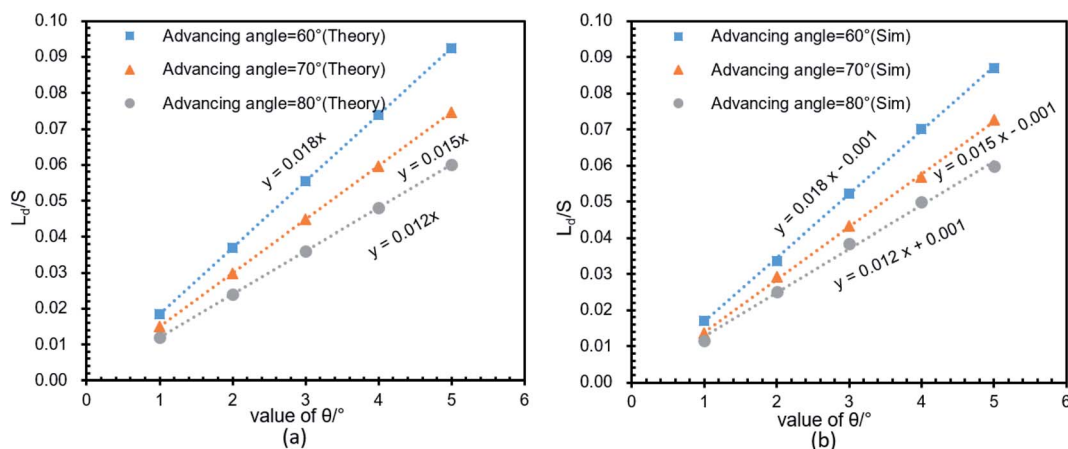 0.10
0.09
0.08
0.07
0.06
0.05
0.04
0.03
0.02
0.01
0.00
L_d/S
Advancing angle=60°(Theory)
Advancing angle=70°(Theory)
Advancing angle=80°(Theory)
y = 0.018x
y = 0.015x
y = 0.012x
0 1 2 3 4 5 6
value of θ/°
(a)
0.10
0.09
0.08
0.07
0.06
0.05
0.04
0.03
0.02
0.01
0.00
L_d/S
Advancing angle=60°(Sim)
Advancing angle=70°(Sim)
Advancing angle=80°(Sim)
y = 0.018 x - 0.001
y = 0.015 x - 0.001
y = 0.012 x + 0.001
0 1 2 3 4 5 6
value of θ/°
(b)